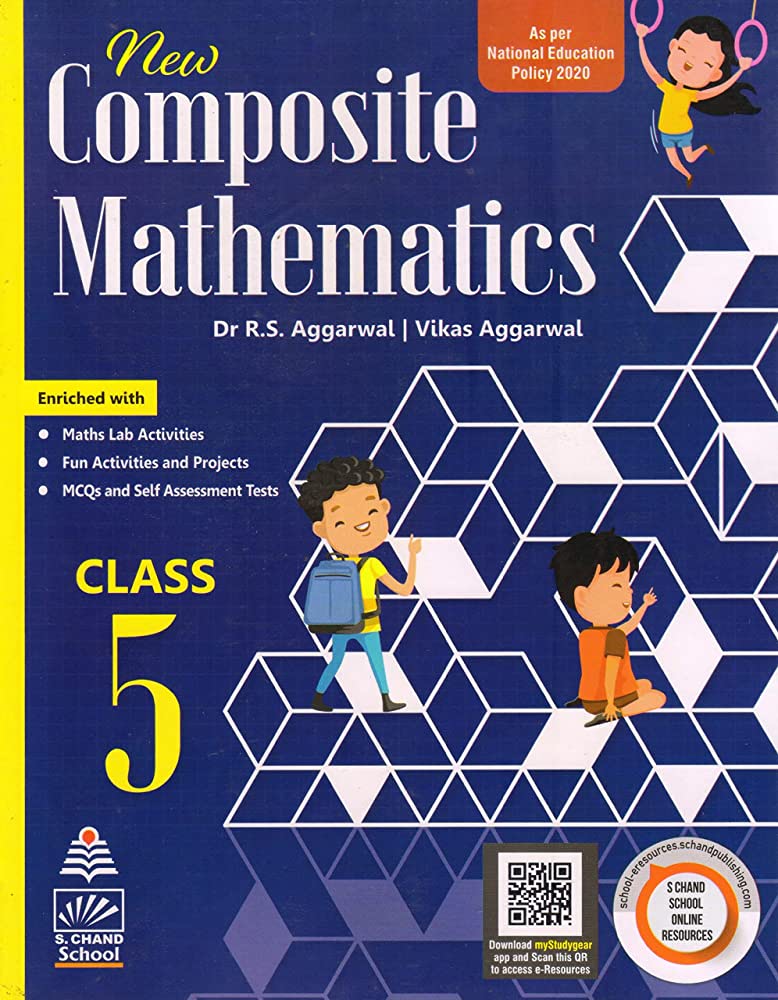 As per
National Education
Policy 2020
New
Composite
Mathematics
Dr R.S. Aggarwal | Vikas Aggarwal
Enriched with
● Maths Lab Activities
● Fun Activities and Projects
● MCQs and Self Assessment Tests
CLASS
5
S. CHAND
School
Download myStudygear
app and Scan this QR
to access e-Resources
school-eresources.schandpublishing.com
S CHAND
SCHOOL
ONLINE
RESOURCES